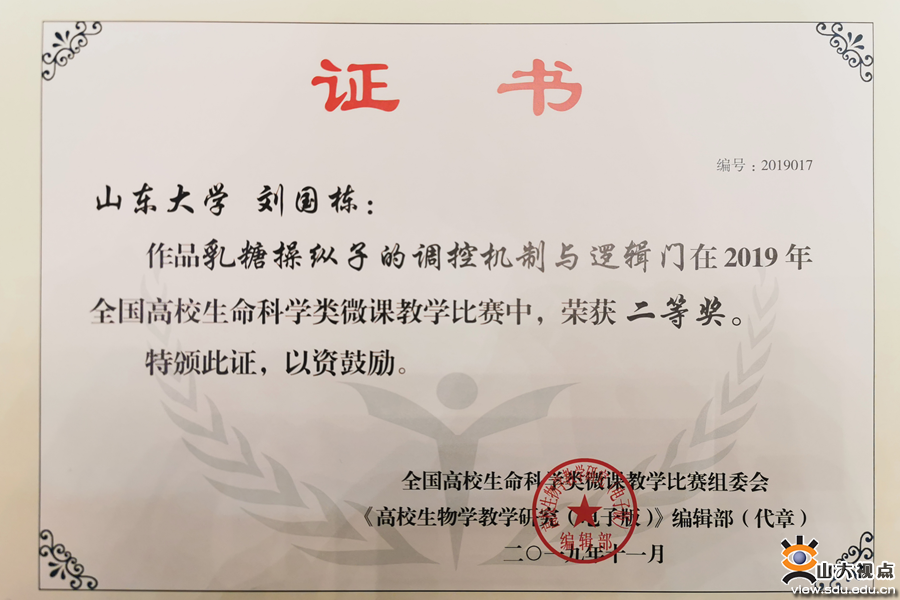 证书
编号：2019017
山东大学 刘国栋：
作品乳糖操纵子的调控机制与逻辑门在2019年
全国高校生命科学类微课教学比赛中，荣获 二等奖。
特颁此证，以资鼓励。
全国高校生命科学类微课教学比赛组委会
《高校生物学教学研究（电子版）》编辑部（代章）
二〇一九年十一月
编辑部
山大视点
view.sdu.edu.cn